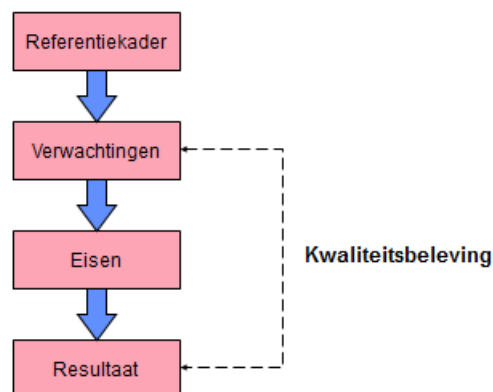 Referentiekader
Verwachtingen
Kwaliteitsbeleving
Eisen
Resultaat